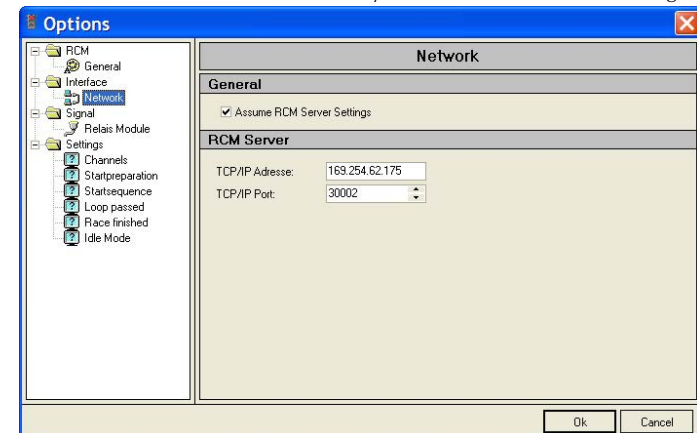 Options
RCM
General
Interface
Network
Signal
Relais Module
Settings
Channels
Startpreparation
Startsequence
Loop passed
Race finished
Idle Mode
Network
General
Assume RCM Server Settings
RCM Server
TCP/IP Adresse: 169.254.62.175
TCP/IP Port: 30002
Ok Cancel